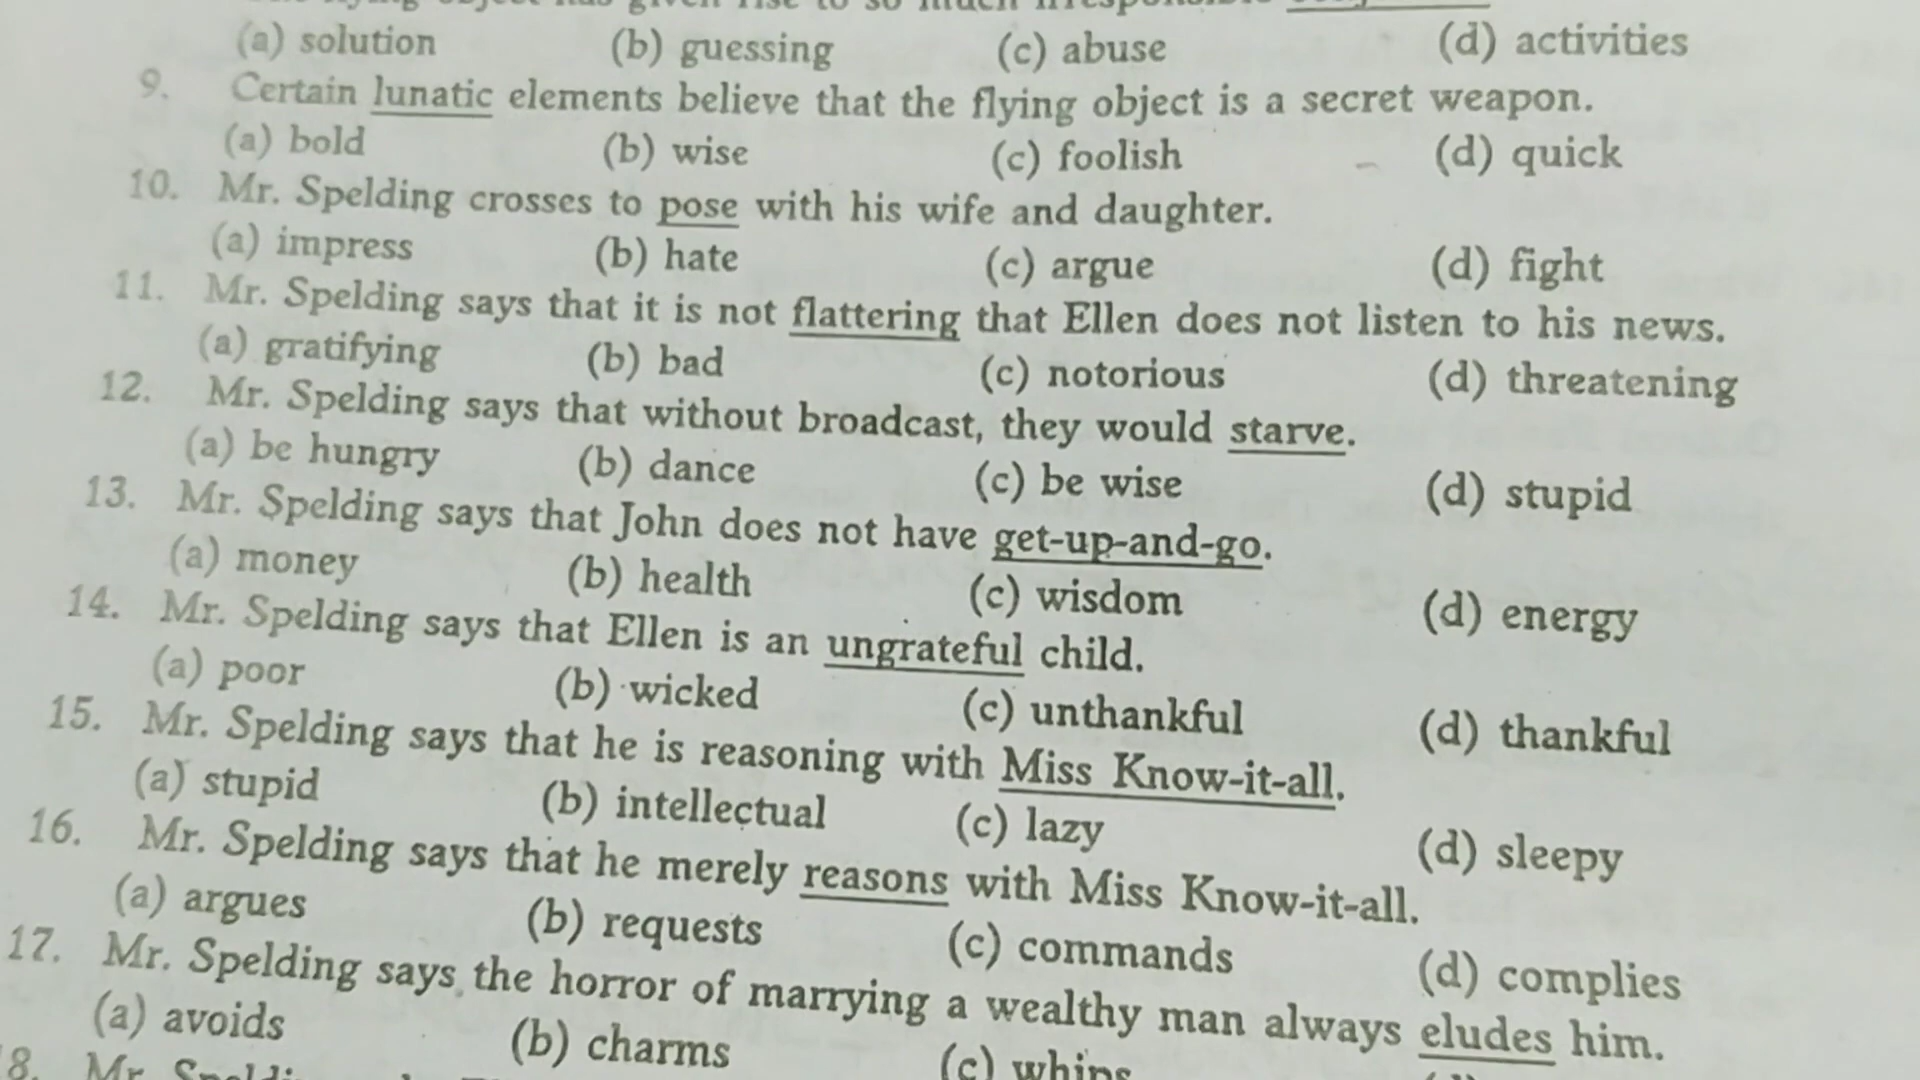 (a) solution (b) guessing (c) abuse (d) activities
9. Certain lunatic elements believe that the flying object is a secret weapon.
(a) bold (b) wise (c) foolish (d) quick
10. Mr. Spelding crosses to pose with his wife and daughter.
(a) impress (b) hate (c) argue (d) fight
11. Mr. Spelding says that it is not flattering that Ellen does not listen to his news.
(a) gratifying (b) bad (c) notorious (d) threatening
12. Mr. Spelding says that without broadcast, they would starve.
(a) be hungry (b) dance (c) be wise (d) stupid
13. Mr. Spelding says that John does not have get-up-and-go.
(a) money (b) health (c) wisdom (d) energy
14. Mr. Spelding says that Ellen is an ungrateful child.
(a) poor (b) wicked (c) unthankful (d) thankful
15. Mr. Spelding says that he is reasoning with Miss Know-it-all.
(a) stupid (b) intellectual (c) lazy (d) sleepy
16. Mr. Spelding says that he merely reasons with Miss Know-it-all.
(a) argues (b) requests (c) commands (d) complies
17. Mr. Spelding says the horror of marrying a wealthy man always eludes him.
(a) avoids (b) charms (c) whips
8. Mr.